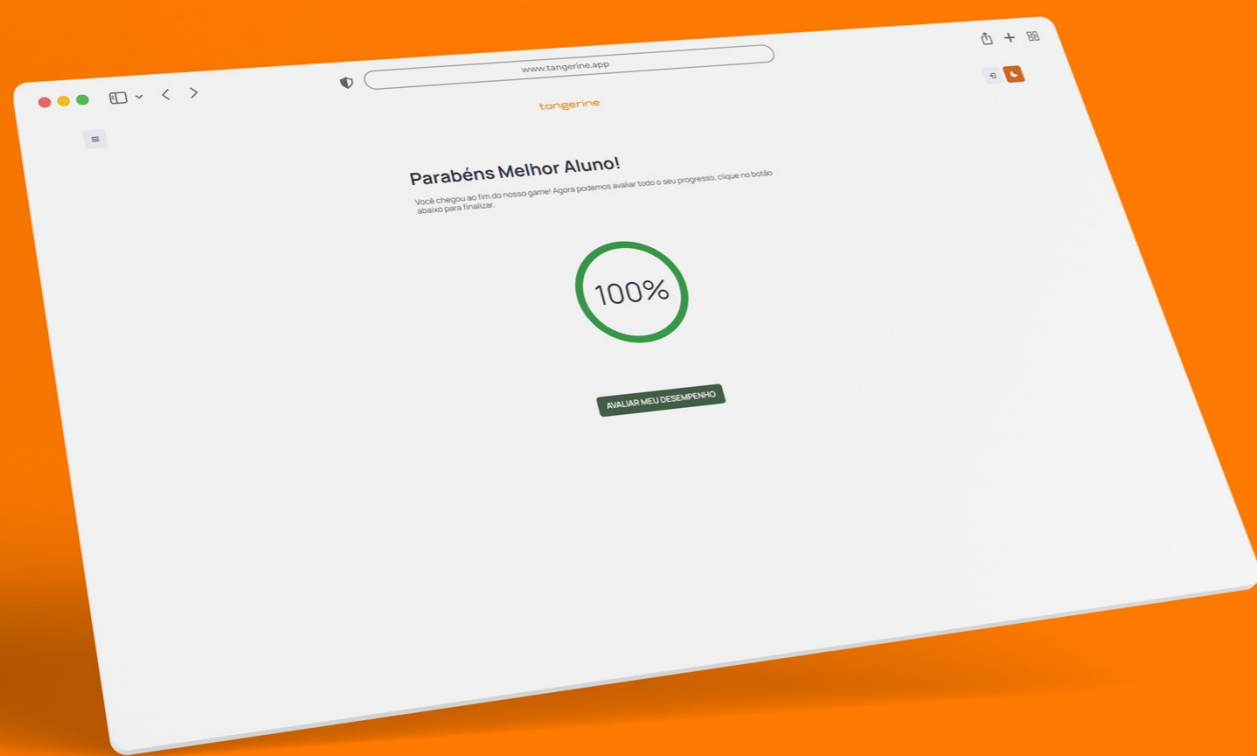 www.tangerine.app
tangerine
Parabéns Melhor Aluno!
Você chegou ao fim do nosso game! Agora podemos avaliar todo o seu progresso, clique no botão
abaixo para finalizar.
100%
AVALIAR MEU DESEMPENHO